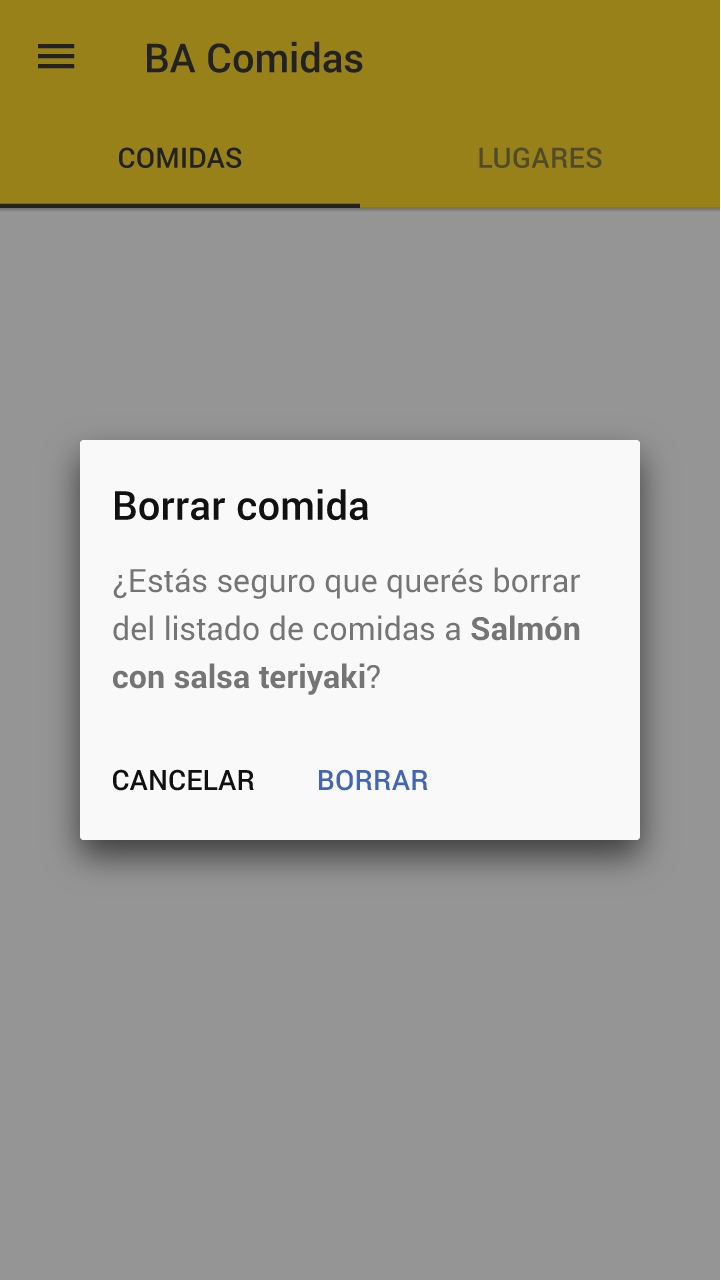 BA Comidas
COMIDAS
LUGARES
Borrar comida
¿Estás seguro que querés borrar
del listado de comidas a Salmón
con salsa teriyaki?
CANCELAR
BORRAR